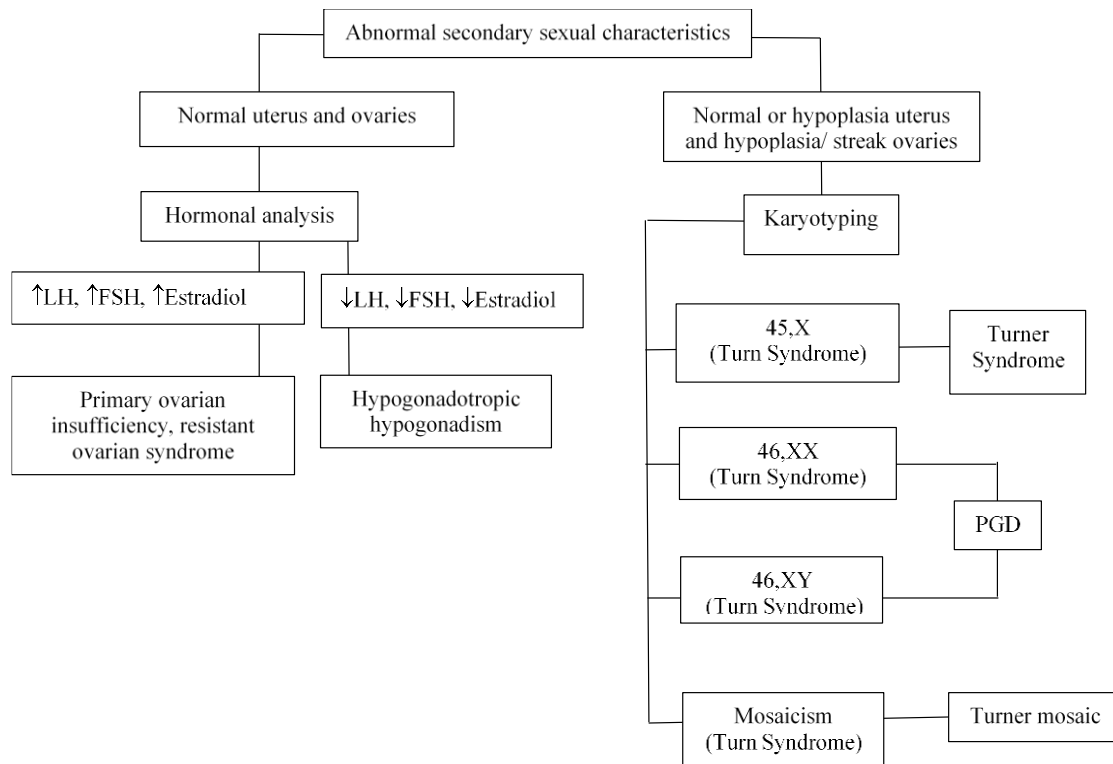 Abnormal secondary sexual characteristics
Normal uterus and ovaries
Normal or hypoplasia uterus
and hypoplasia/ streak ovaries
Hormonal analysis
Karyotyping
↑LH, ↑FSH, ↑Estradiol
↓LH, ↓FSH, ↓Estradiol
Primary ovarian
insufficiency, resistant
ovarian syndrome
Hypogonadotropic
hypogonadism
45,X
(Turn Syndrome)
Turner
Syndrome
46,XX
(Turn Syndrome)
PGD
46,XY
(Turn Syndrome)
Mosaicism
(Turn Syndrome)
Turner mosaic